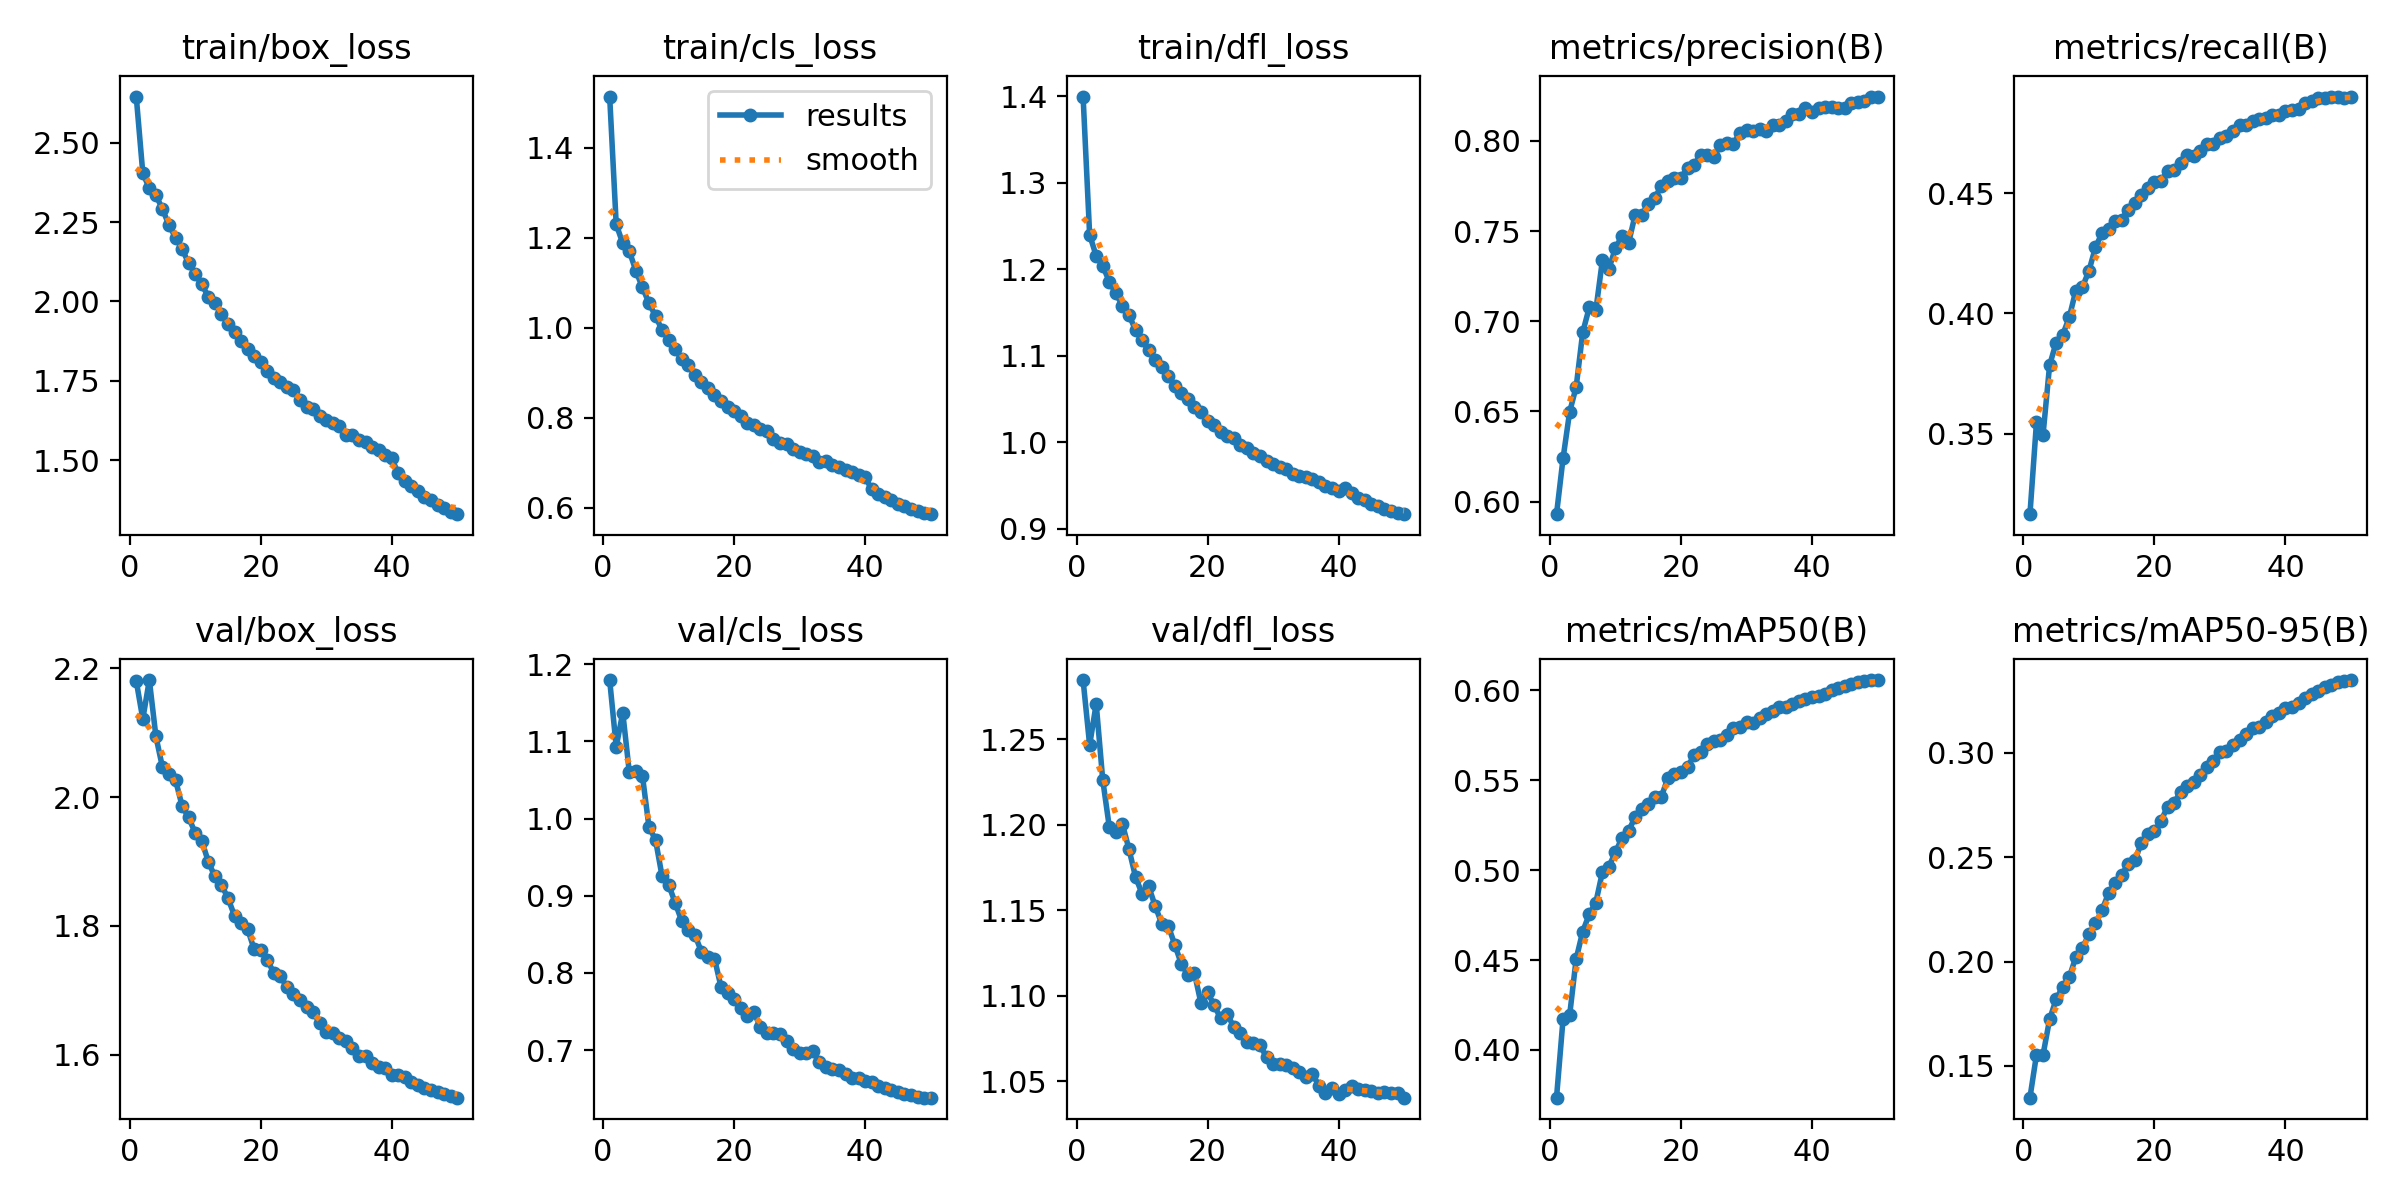 train/box_loss
2.50
2.25
2.00
1.75
1.50
0 20 40
train/cls_loss
results
smooth
1.4
1.2
1.0
0.8
0.6
0 20 40
train/dfl_loss
1.4
1.3
1.2
1.1
1.0
0.9
0 20 40
metrics/precision(B)
0.80
0.75
0.70
0.65
0.60
0 20 40
metrics/recall(B)
0.45
0.40
0.35
0 20 40
val/box_loss
2.2
2.0
1.8
1.6
0 20 40
val/cls_loss
1.2
1.1
1.0
0.9
0.8
0.7
0 20 40
val/dfl_loss
1.25
1.20
1.15
1.10
1.05
0 20 40
metrics/mAP50(B)
0.60
0.55
0.50
0.45
0.40
0 20 40
metrics/mAP50-95(B)
0.30
0.25
0.20
0.15
0 20 40